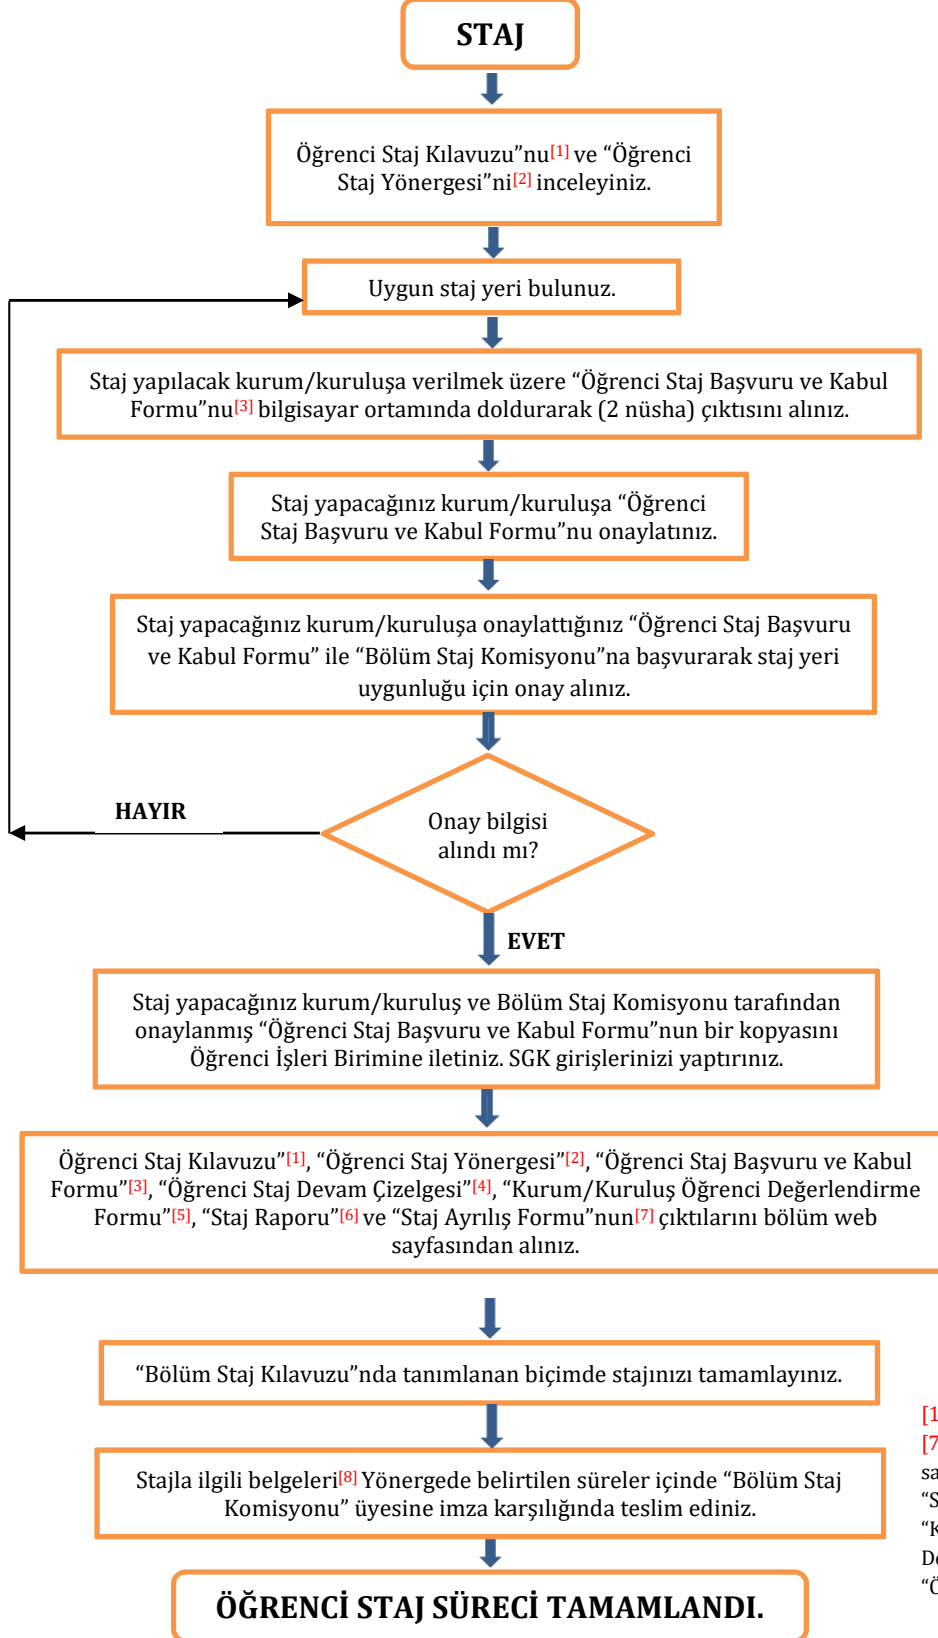 STAJ
Öğrenci Staj Kılavuzu”nu[1] ve “Öğrenci
Staj Yönergesi”ni[2] inceleyiniz.
Uygun staj yeri bulunuz.
Staj yapılacak kurum/kuruluşa verilmek üzere “Öğrenci Staj Başvuru ve Kabul
Formu”nu[3] bilgisayar ortamında doldurarak (2 nüsha) çıktısını alınız.
Staj yapacağınız kurum/kuruluşa “Öğrenci
Staj Başvuru ve Kabul Formu”nu onaylatınız.
Staj yapacağınız kurum/kuruluşa onaylattığınız “Öğrenci Staj Başvuru
ve Kabul Formu” ile “Bölüm Staj Komisyonu”na başvurarak staj yeri
uygunluğu için onay alınız.
HAYIR
Onay bilgisi
alındı mı?
EVET
Staj yapacağınız kurum/kuruluş ve Bölüm Staj Komisyonu tarafından
onaylanmış “Öğrenci Staj Başvuru ve Kabul Formu”nun bir kopyasını
Öğrenci İşleri Birimine iletiniz. SGK girişlerinizi yaptırınız.
Öğrenci Staj Kılavuzu”[1], “Öğrenci Staj Yönergesi”[2], “Öğrenci Staj Başvuru ve Kabul
Formu”[3], “Öğrenci Staj Devam Çizelgesi”[4], “Kurum/Kuruluş Öğrenci Değerlendirme
Formu”[5], “Staj Raporu”[6] ve “Staj Ayrılış Formu”nun[7] çıktılarını bölüm web
sayfasından alınız.
“Bölüm Staj Kılavuzu”nda tanımlanan biçimde stajınızı tamamlayınız.
Stajla ilgili belgeleri[8] Yönergede belirtilen süreler içinde “Bölüm Staj
Komisyonu” üyesine imza karşılığında teslim ediniz.
[1
[7
sa
“S
“K
“Ö
ÖĞRENCİ STAJ SÜRECİ TAMAMLANDI.